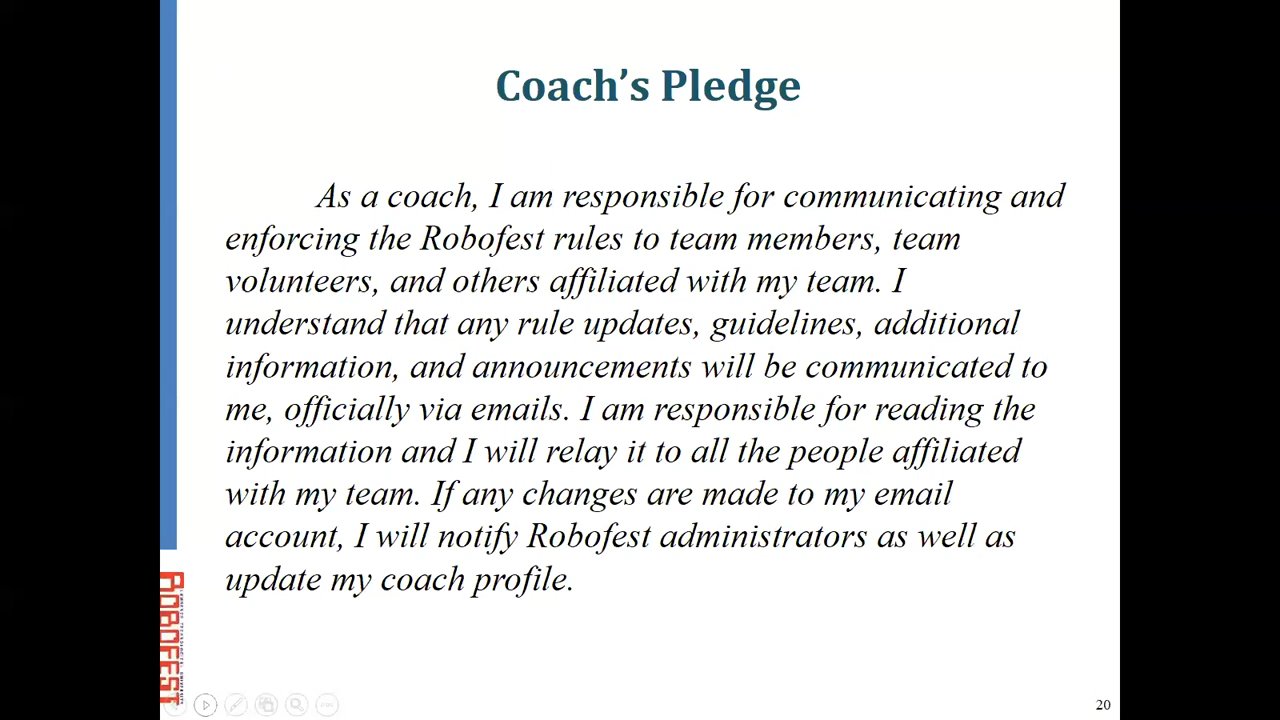 Coach’s Pledge
As a coach, I am responsible for communicating and
enforcing the Robofest rules to team members, team
volunteers, and others affiliated with my team. I
understand that any rule updates, guidelines, additional
information, and announcements will be communicated to
me, officially via emails. I am responsible for reading the
information and I will relay it to all the people affiliated
with my team. If any changes are made to my email
account, I will notify Robofest administrators as well as
update my coach profile.
ROBOFEST
20